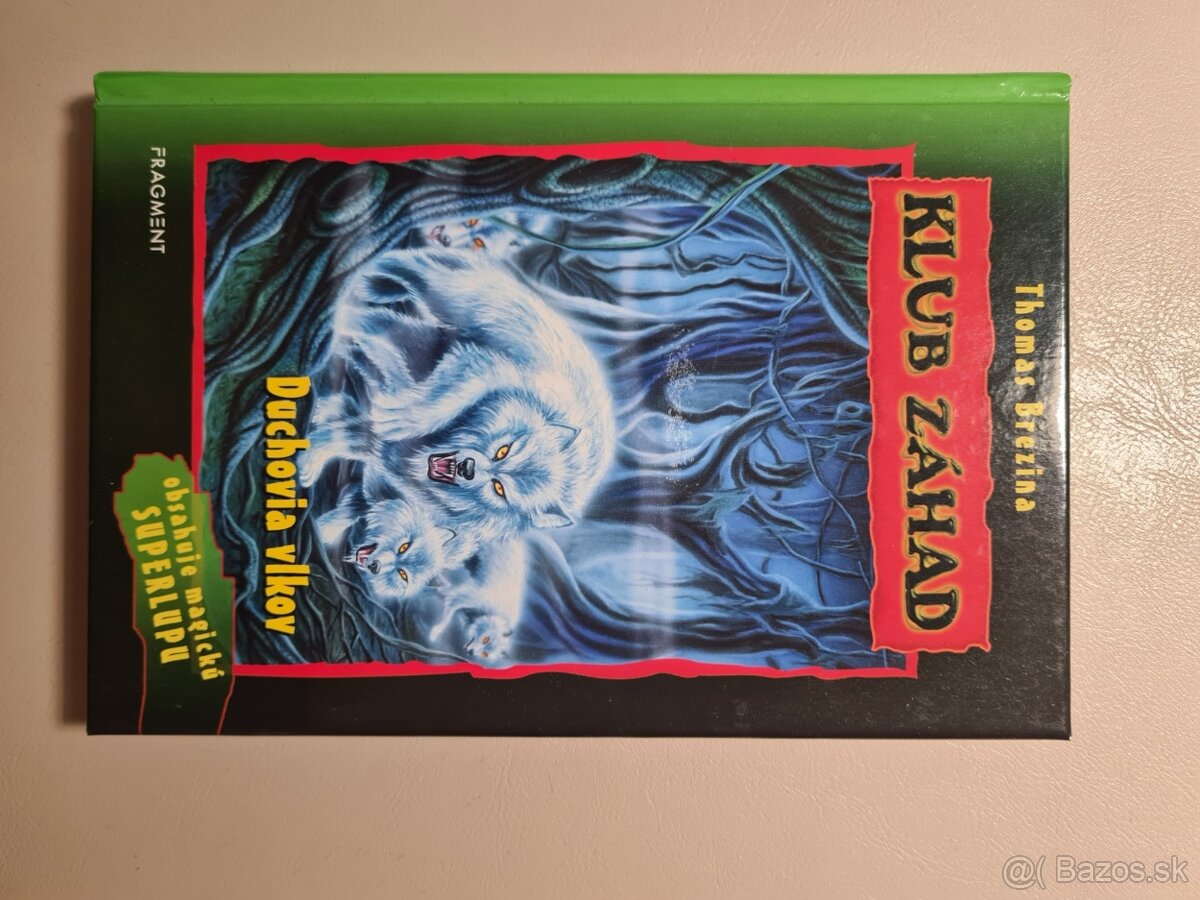 Thomas Brezina
KLUB ZÁHAD
Duchovia vlkov
obsahuje magickú
SUPERLUPU
FRAGMENT
@( Bazos.sk